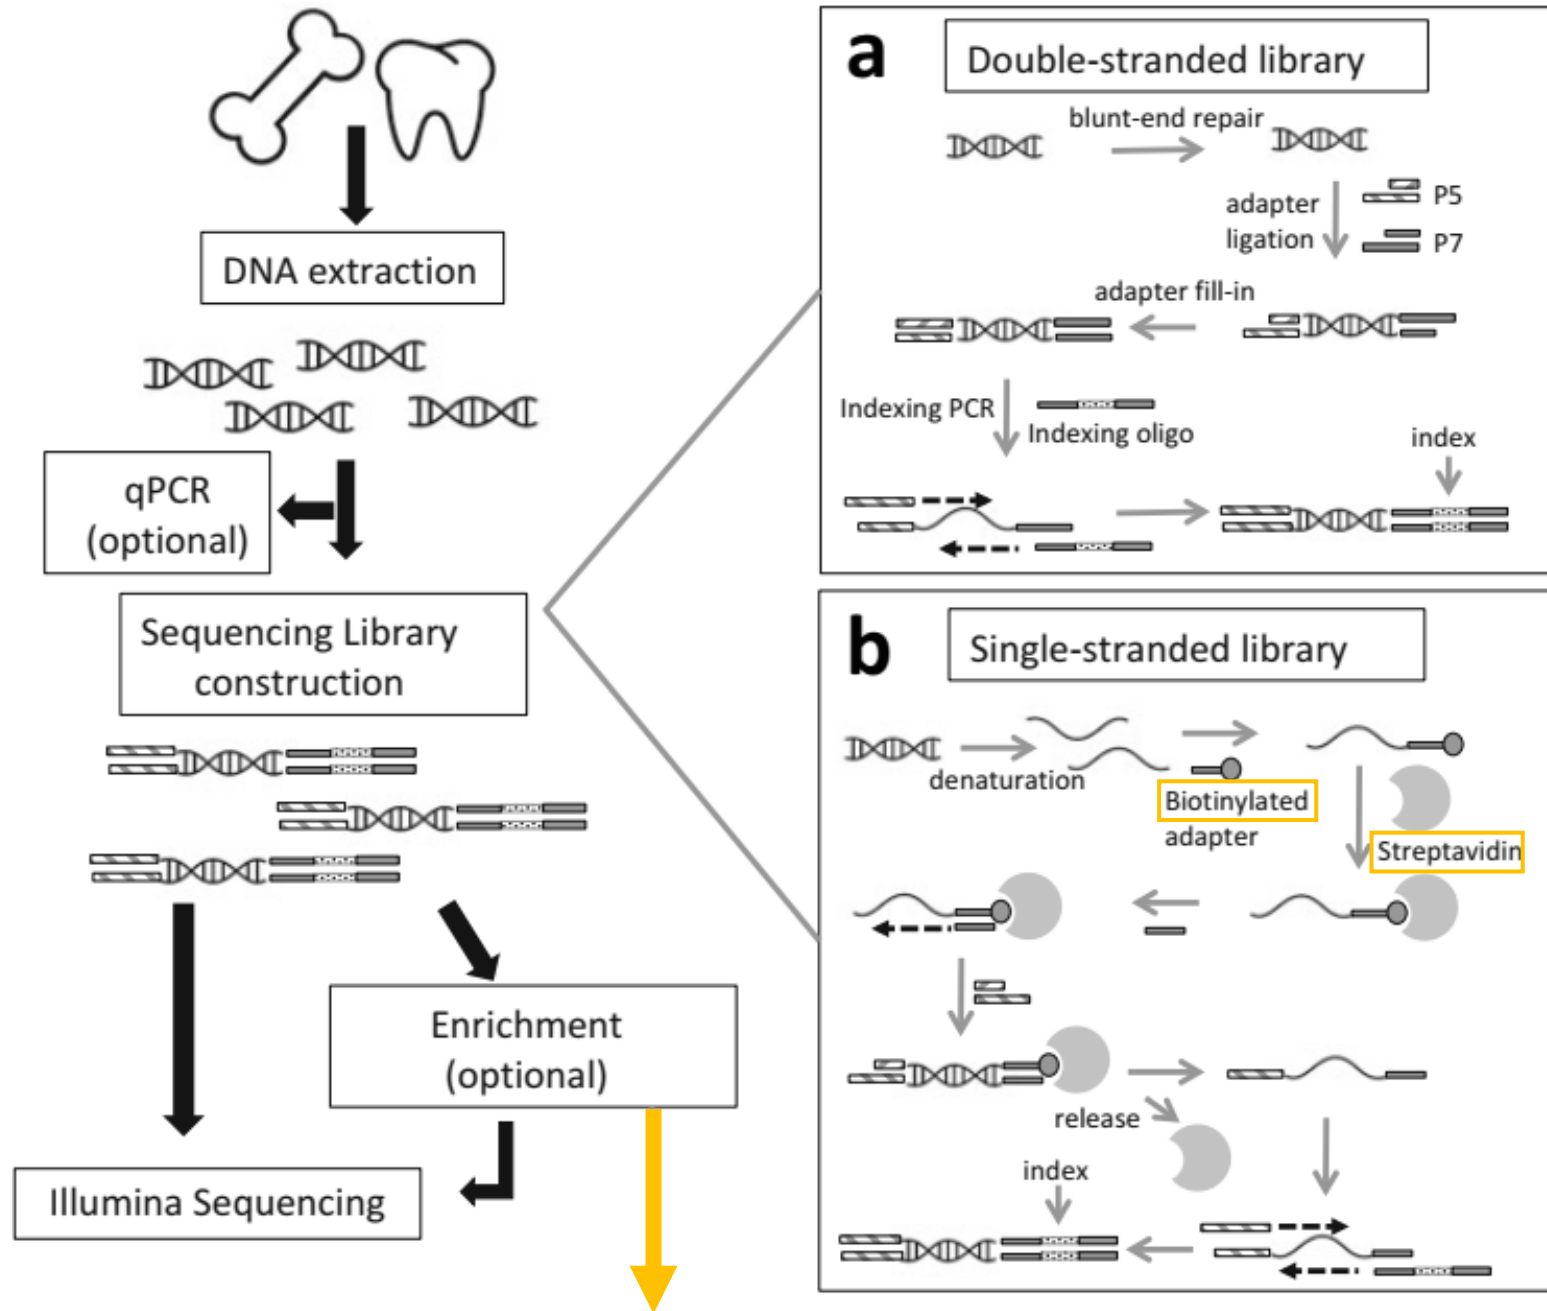 DNA extraction
qPCR
(optional)
Sequencing Library
construction
Enrichment
(optional)
Illumina Sequencing
a
Double-stranded library
blunt-end repair
adapter
ligation
P5
P7
adapter fill-in
Indexing PCR
Indexing oligo
index
b
Single-stranded library
denaturation
Biotinylated
adapter
Streptavidin
release
index